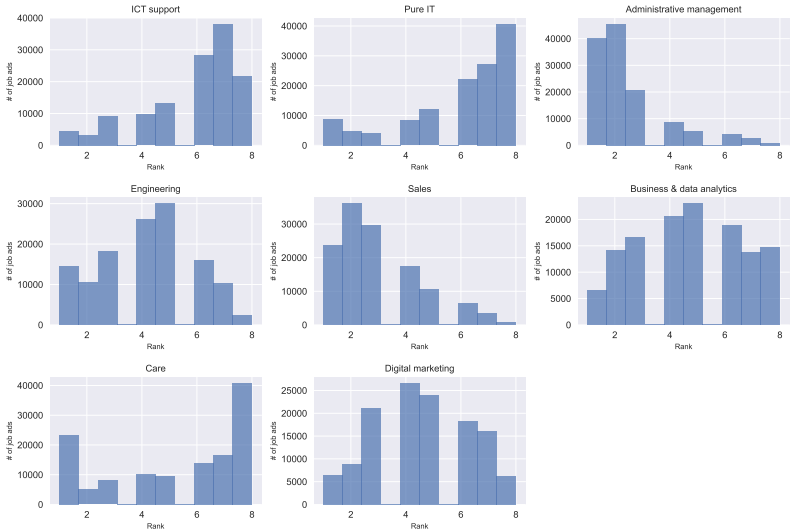 ICT support
# of job ads
40000
30000
20000
10000
0
2 4 6 8
Rank
Pure IT
# of job ads
40000
30000
20000
10000
0
2 4 6 8
Rank
Administrative management
# of job ads
40000
30000
20000
10000
0
2 4 6 8
Rank
Engineering
# of job ads
30000
20000
10000
0
2 4 6 8
Rank
Sales
# of job ads
30000
20000
10000
0
2 4 6 8
Rank
Business & data analytics
# of job ads
20000
15000
10000
5000
0
2 4 6 8
Rank
Care
# of job ads
40000
30000
20000
10000
0
2 4 6 8
Rank
Digital marketing
# of job ads
25000
20000
15000
10000
5000
0
2 4 6 8
Rank